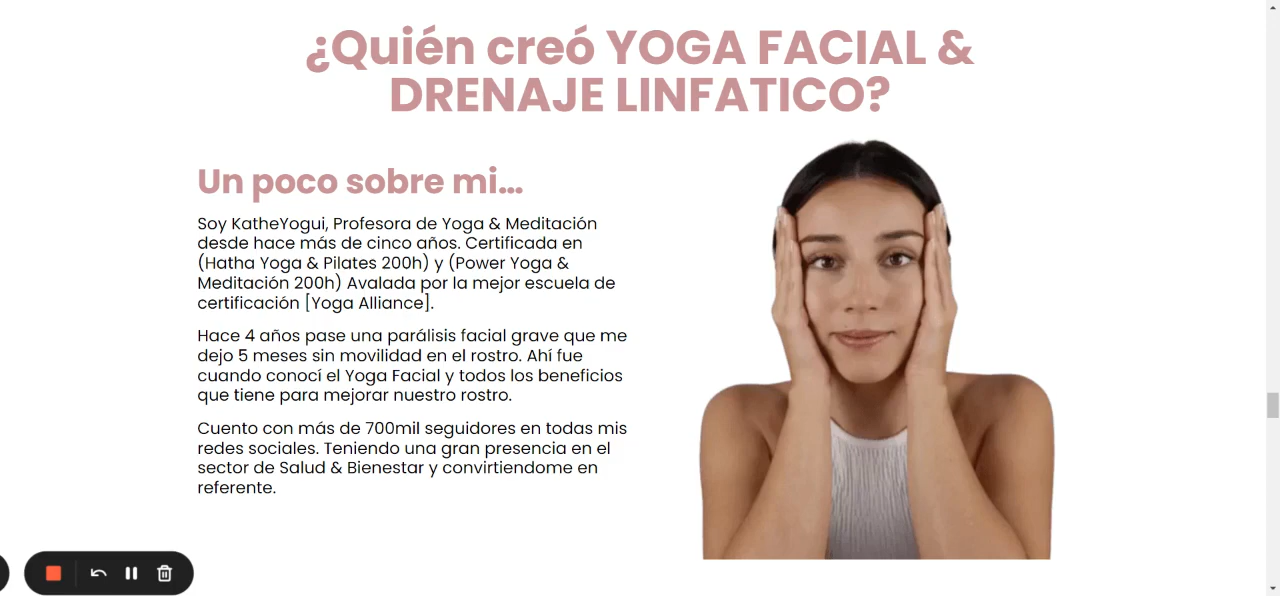 ¿Quién creó YOGA FACIAL &
DRENAJE LINFATICO?
Un poco sobre mi...
Soy KatheYogui, Profesora de Yoga & Meditación
desde hace más de cinco años. Certificada en
(Hatha Yoga & Pilates 200h) y (Power Yoga &
Meditación 200h) Avalada por la mejor escuela de
certificación [Yoga Alliance].
Hace 4 años pase una parálisis facial grave que me
dejo 5 meses sin movilidad en el rostro. Ahí fue
cuando conocí el Yoga Facial y todos los beneficios
que tiene para mejorar nuestro rostro.
Cuento con más de 700mil seguidores en todas mis
redes sociales. Teniendo una gran presencia en el
sector de Salud & Bienestar y convirtiendome en
referente.